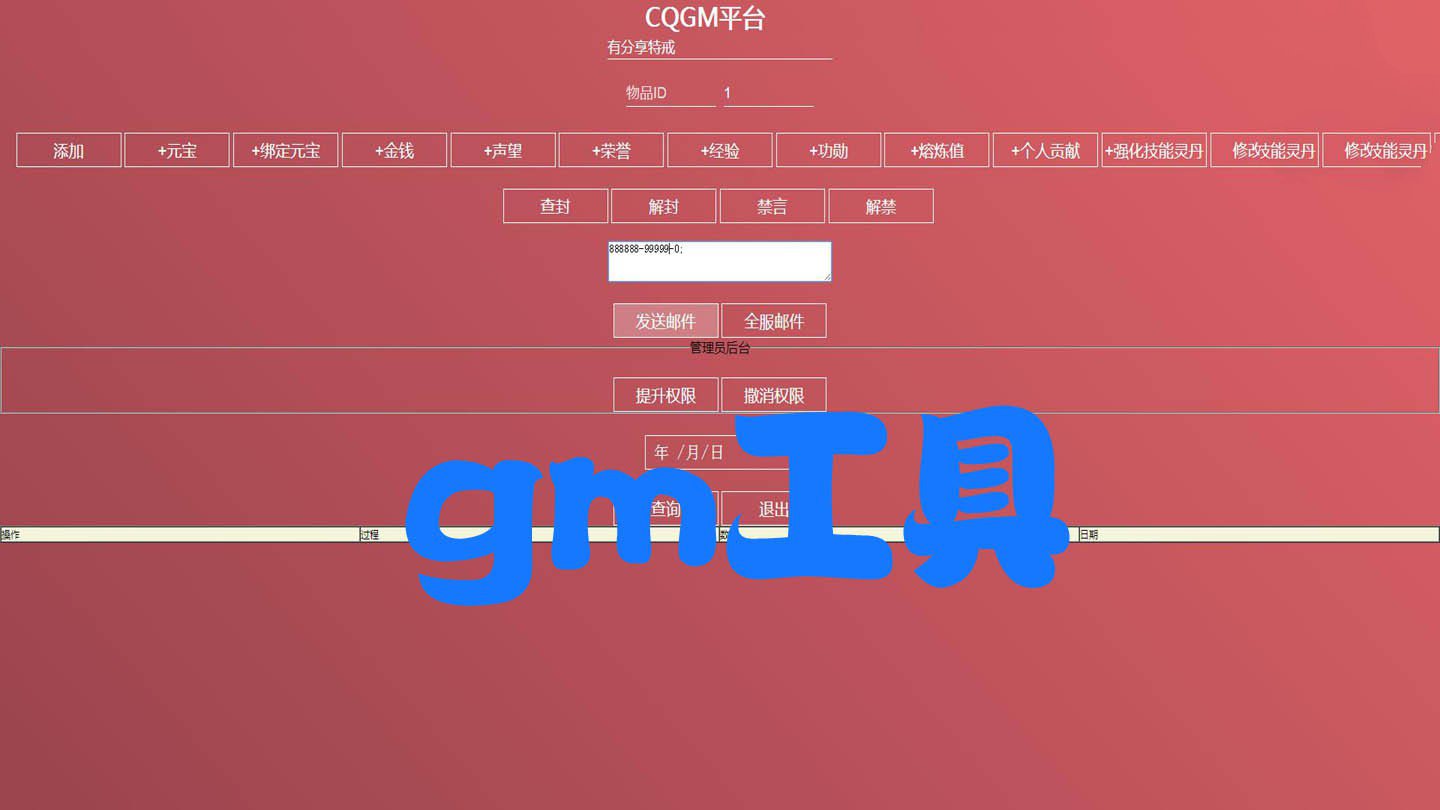 CQGM平台
有分享特戒
物品ID 1
添加 +元宝 +绑定元宝 +金钱 +声望 +荣誉 +经验 +功勋 +熔炼值 +个人贡献 +强化技能灵丹 修改技能灵丹 修改技能灵丹
查封 解封 禁言 解禁
888888-99999-0;
发送邮件 全服邮件
管理员后台
提升权限 撤消权限
年 /月/日
gm工具
查询 退出
操作 过程 数 日期